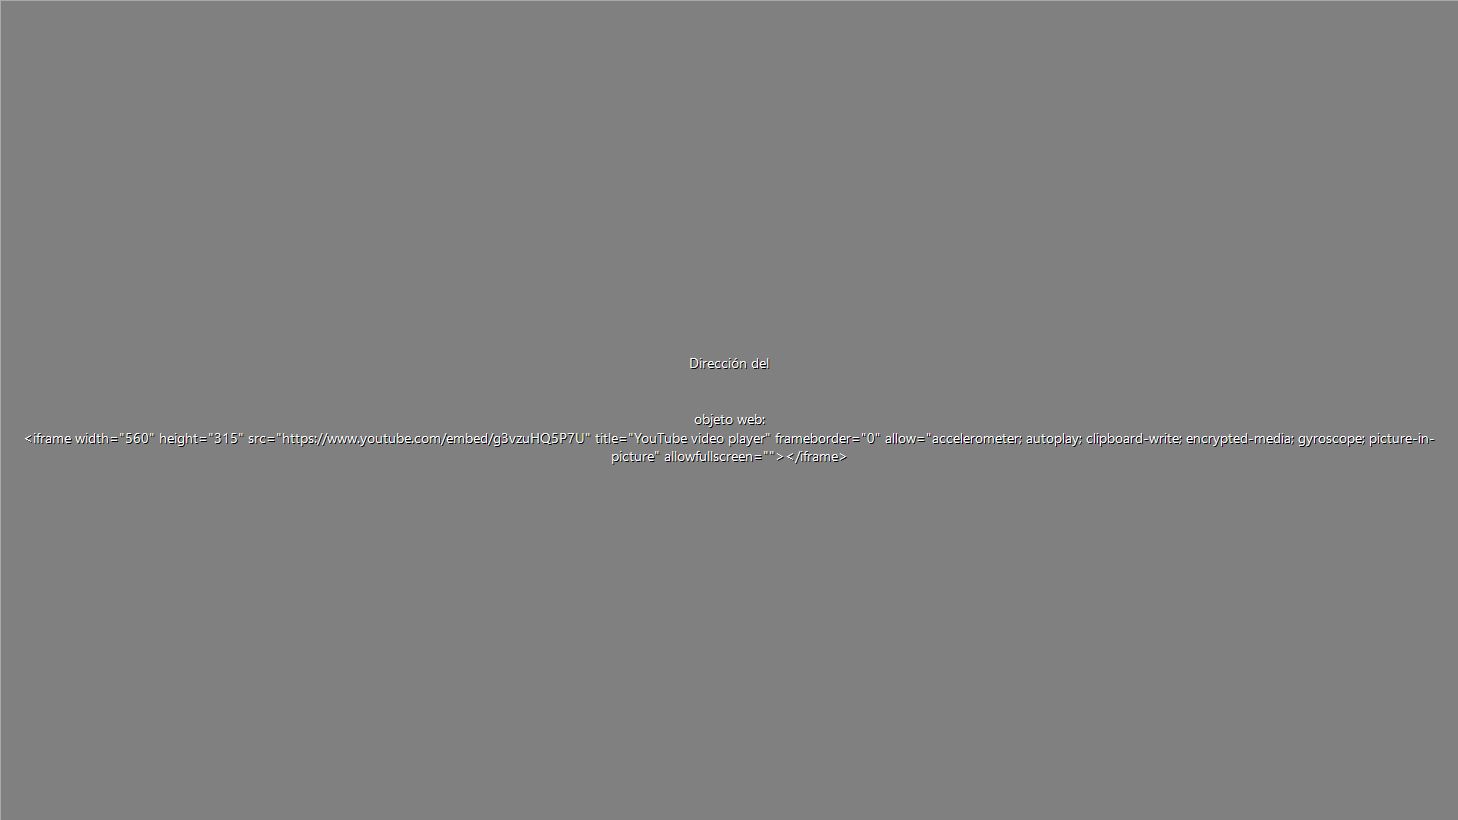 Dirección del
objeto web:
<iframe width="560" height="315" src="https://www.youtube.com/embed/g3vzuHQ5P7U" title="YouTube video player" frameborder="0" allow="accelerometer; autoplay; clipboard-write; encrypted-media; gyroscope; picture-in-
picture" allowfullscreen=""></iframe>